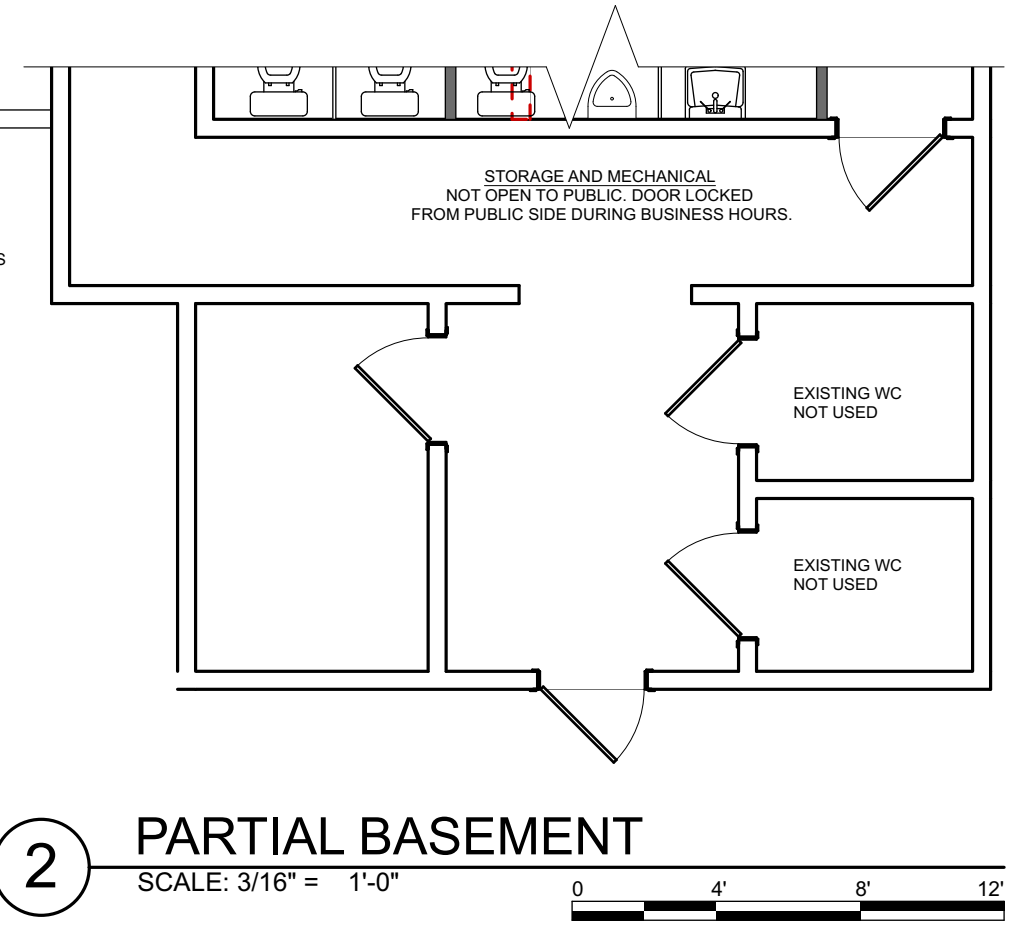 STORAGE AND MECHANICAL
NOT OPEN TO PUBLIC. DOOR LOCKED
FROM PUBLIC SIDE DURING BUSINESS HOURS.
S
EXISTING WC
NOT USED
EXISTING WC
NOT USED
2
PARTIAL BASEMENT
SCALE: 3/16" = 1'-0"
0 4' 8' 12'